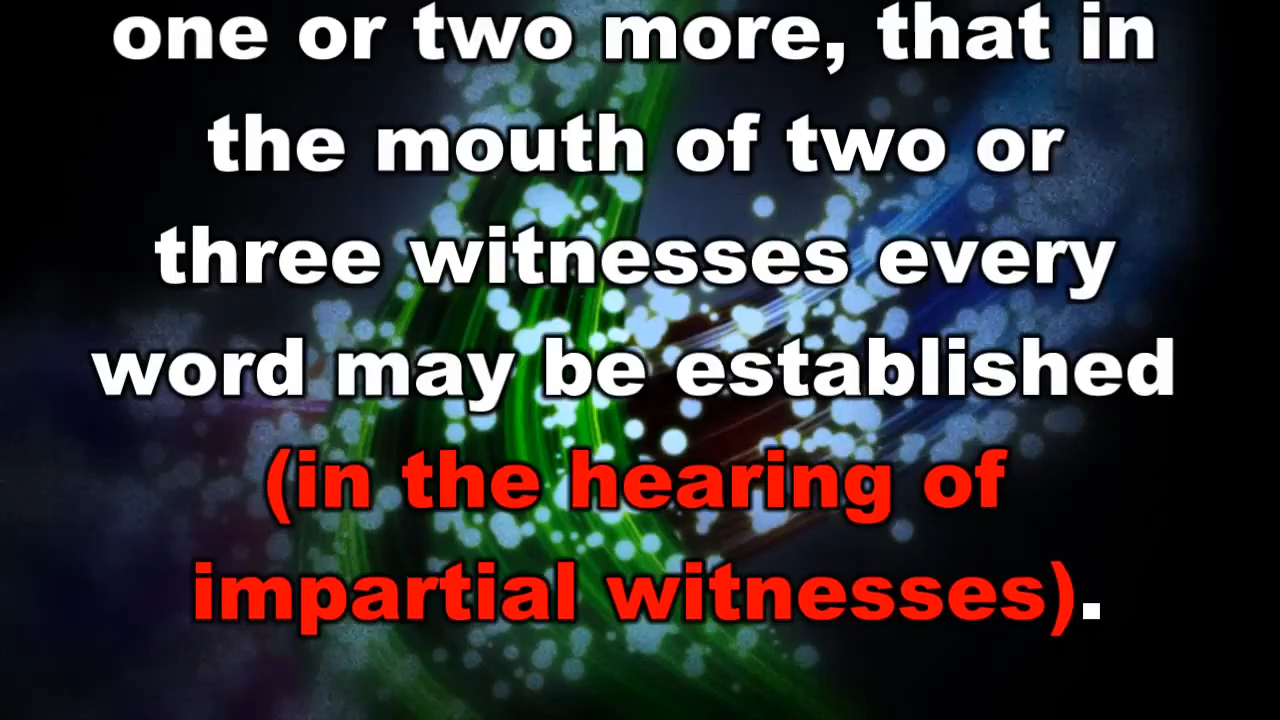 one or two more, that in
the mouth of two or
three witnesses every
word may be established
(in the hearing of
impartial witnesses).